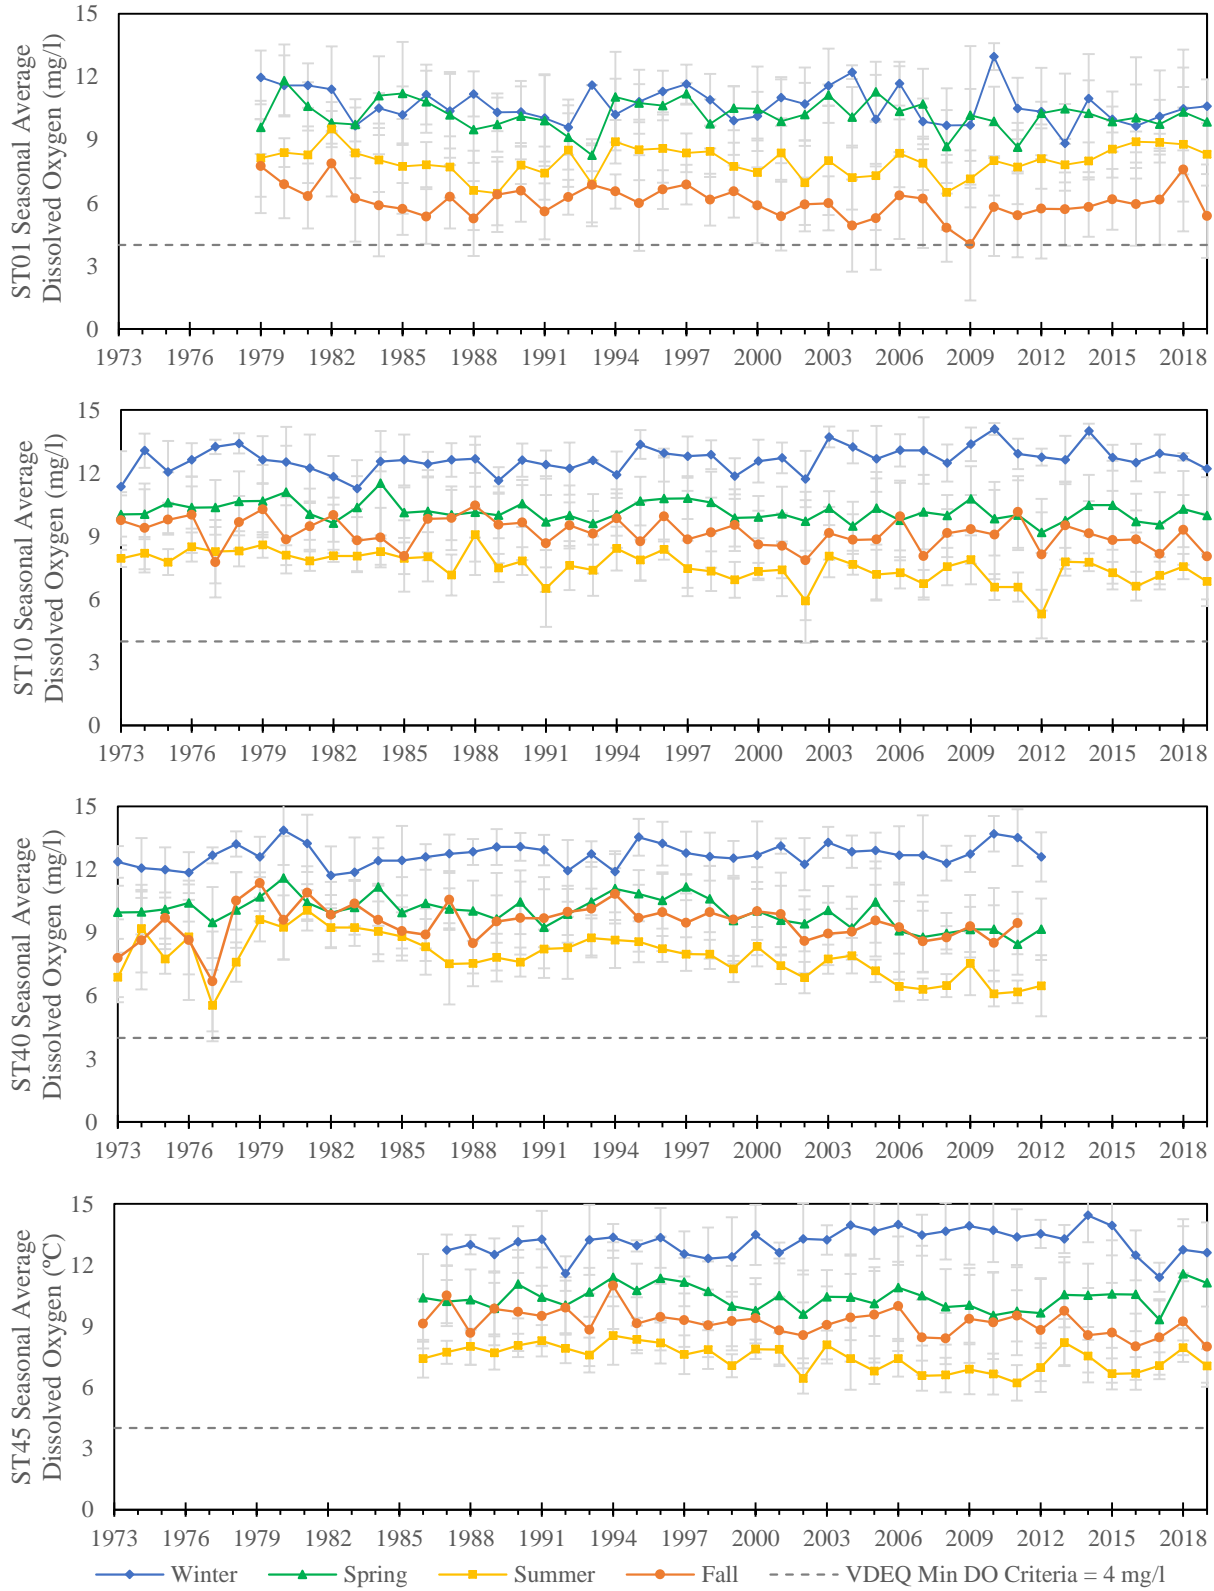 ST01 Seasonal Average
Dissolved Oxygen (mg/l)
15
12
9
6
3
0
1973 1976 1979 1982 1985 1988 1991 1994 1997 2000 2003 2006 2009 2012 2015 2018
ST10 Seasonal Average
Dissolved Oxygen (mg/l)
15
12
9
6
3
0
1973 1976 1979 1982 1985 1988 1991 1994 1997 2000 2003 2006 2009 2012 2015 2018
ST40 Seasonal Average
Dissolved Oxygen (mg/l)
15
12
9
6
3
0
1973 1976 1979 1982 1985 1988 1991 1994 1997 2000 2003 2006 2009 2012 2015 2018
ST45 Seasonal Average
Dissolved Oxygen (ºC)
15
12
9
6
3
0
1973 1976 1979 1982 1985 1988 1991 1994 1997 2000 2003 2006 2009 2012 2015 2018
Winter Spring Summer Fall VDEQ Min DO Criteria = 4 mg/l